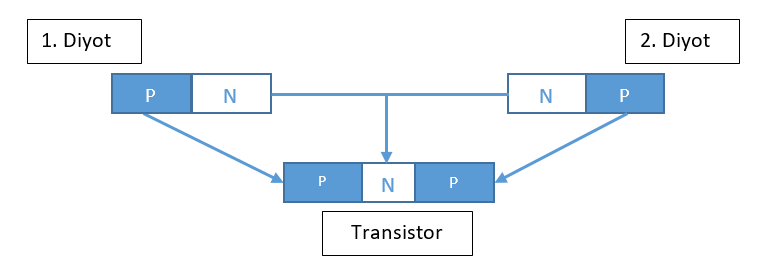 1. Diyot
2. Diyot
P N
N P
P N P
Transistor